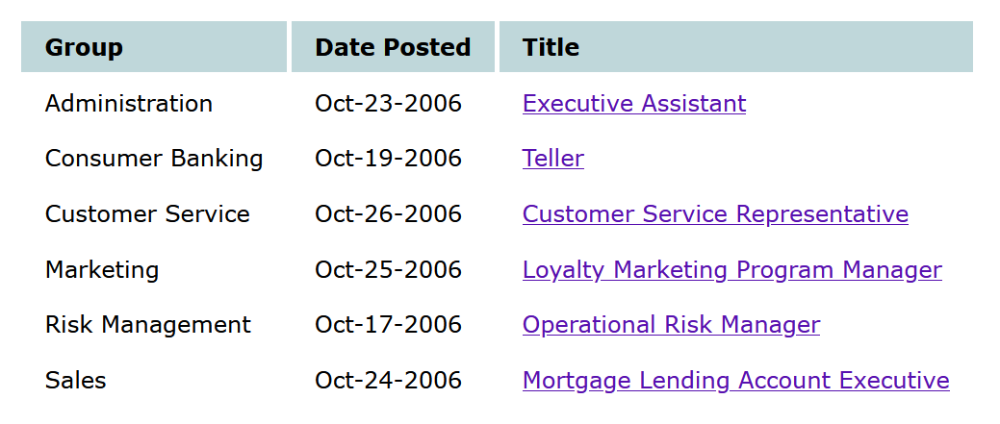 Group Date Posted Title
Administration Oct-23-2006 Executive Assistant
Consumer Banking Oct-19-2006 Teller
Customer Service Oct-26-2006 Customer Service Representative
Marketing Oct-25-2006 Loyalty Marketing Program Manager
Risk Management Oct-17-2006 Operational Risk Manager
Sales Oct-24-2006 Mortgage Lending Account Executive